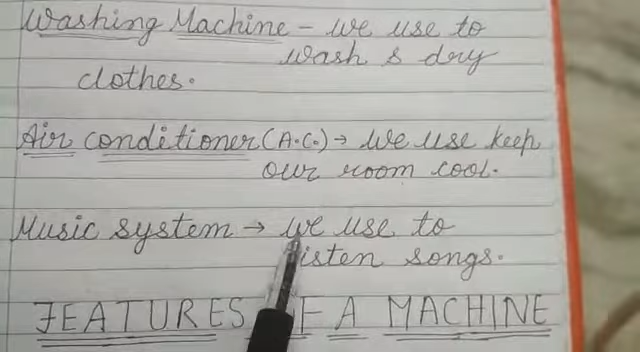 Washing Machine - we use to
wash & dry
clothes.
Air conditioner (A.C.) → we use keep
our room cool.
Music system → we use to
listen songs.
FEATURES OF A MACHINE